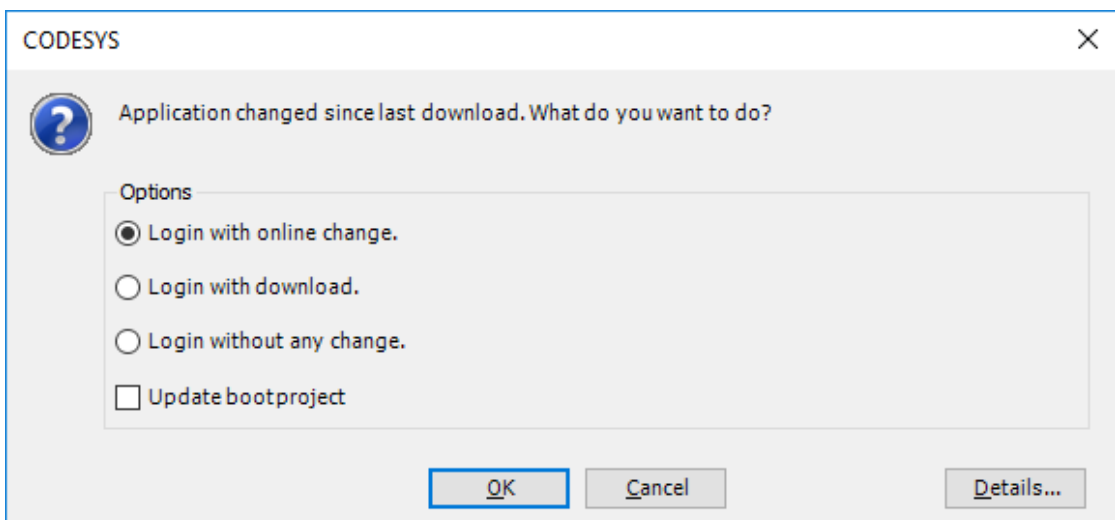 CODESYS
Application changed since last download. What do you want to do?
Options
Login with online change.
Login with download.
Login without any change.
Update bootproject
OK
Cancel
Details...